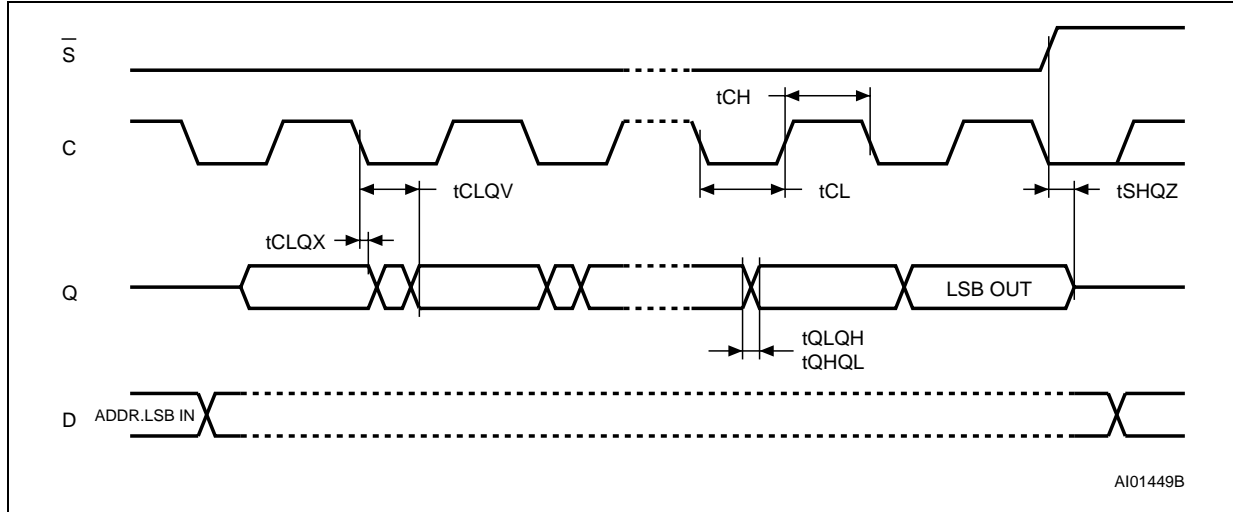 S
tCH
C
tCLQV
tCL
tSHQZ
tCLQX
Q
LSB OUT
tQLQH
tQHQL
D
ADDR.LSB IN
AI01449B